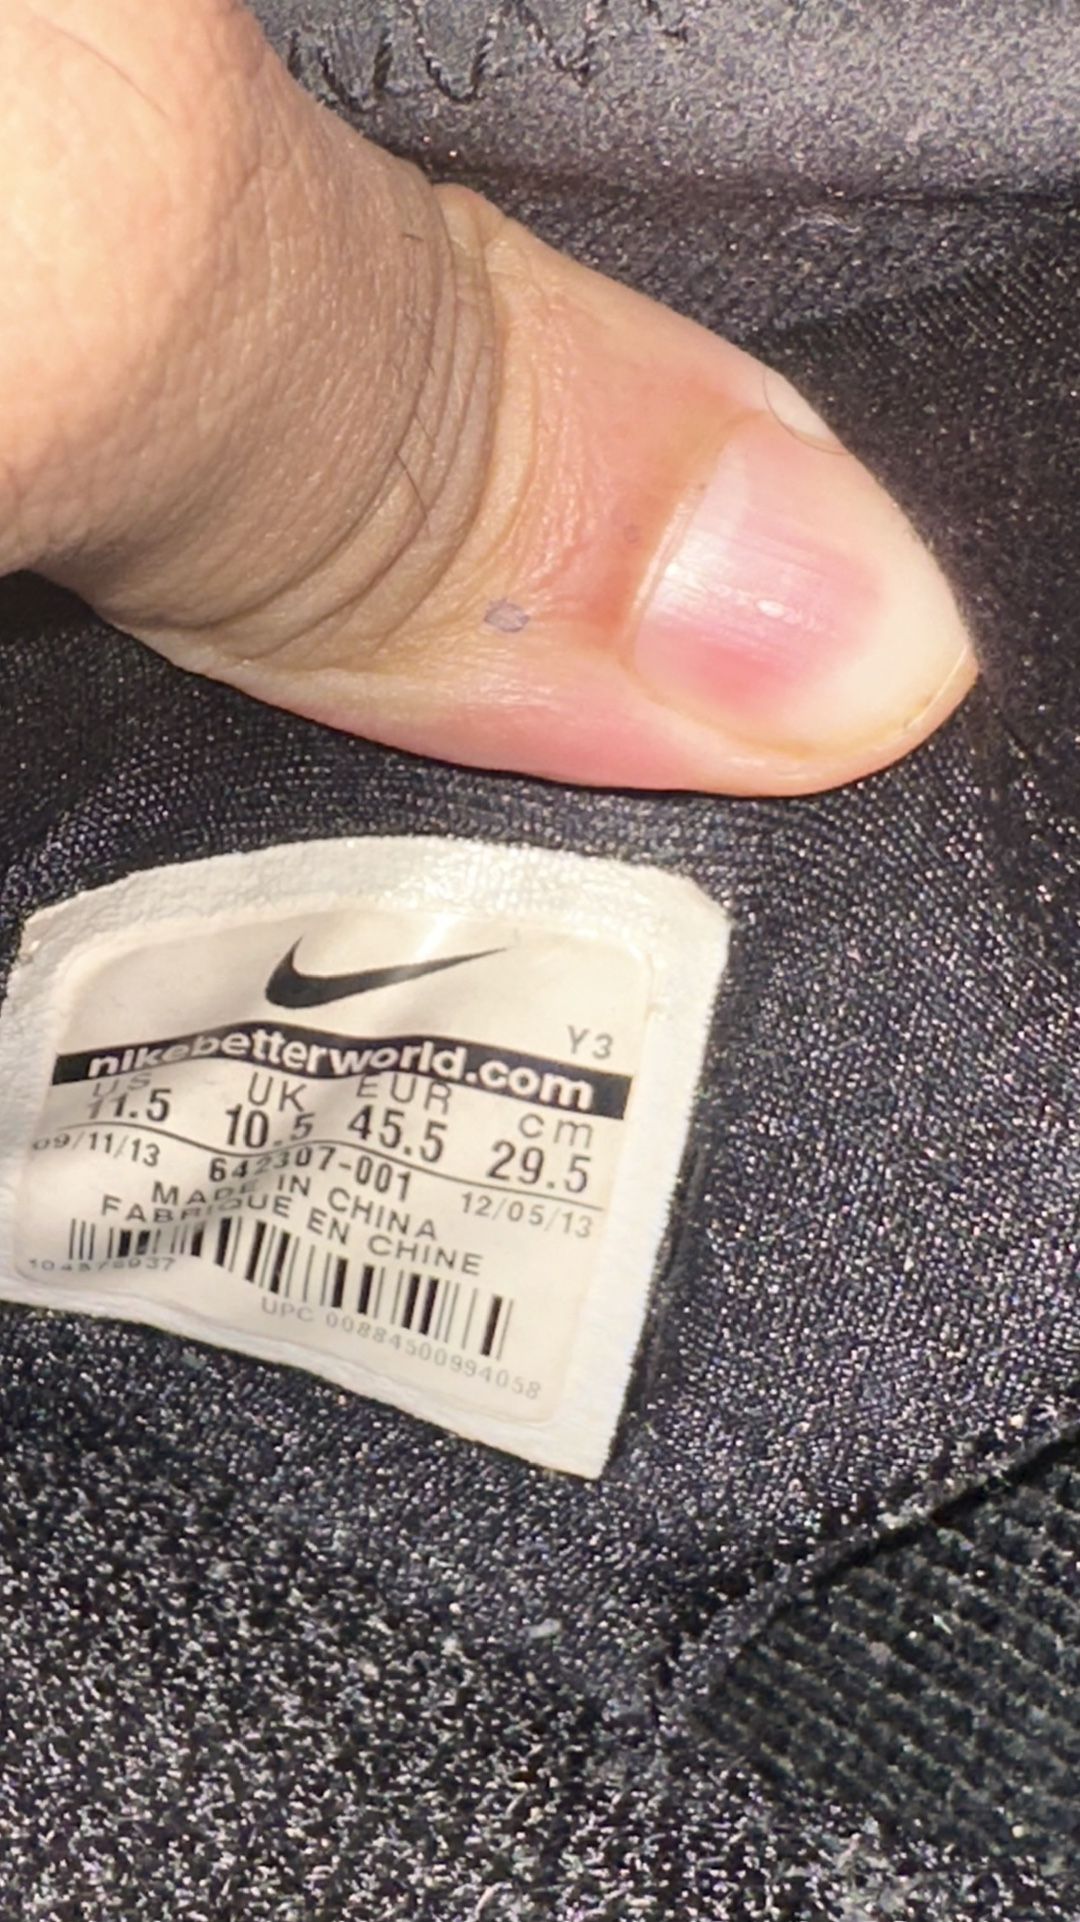 Y3
nikebetterworld.com
US UK EUR cm
11.5 10.5 45.5 29.5
09/11/13 642307-001 12/05/13
MADE IN CHINA
FABRIQUE EN CHINE
UPC 00884500994058